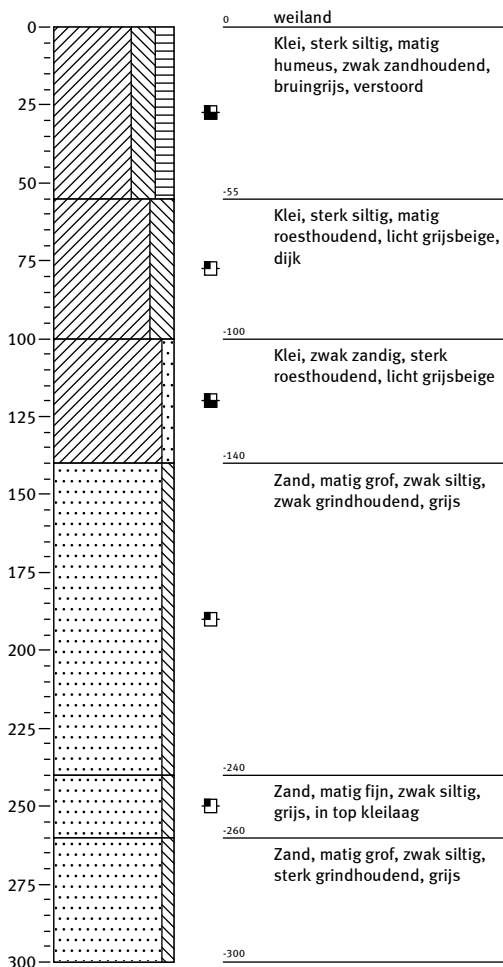 0
25
50
75
100
125
150
175
200
225
250
275
300
0
weiland
Klei, sterk siltig, matig
humeus, zwak zandhoudend,
bruingrijs, verstoord
-55
Klei, sterk siltig, matig
roesthoudend, licht grijsbeige,
dijk
-100
Klei, zwak zandig, sterk
roesthoudend, licht grijsbeige
-140
Zand, matig grof, zwak siltig,
zwak grindhoudend, grijs
-240
Zand, matig fijn, zwak siltig,
grijs, in top kleilaag
-260
Zand, matig grof, zwak siltig,
sterk grindhoudend, grijs
-300